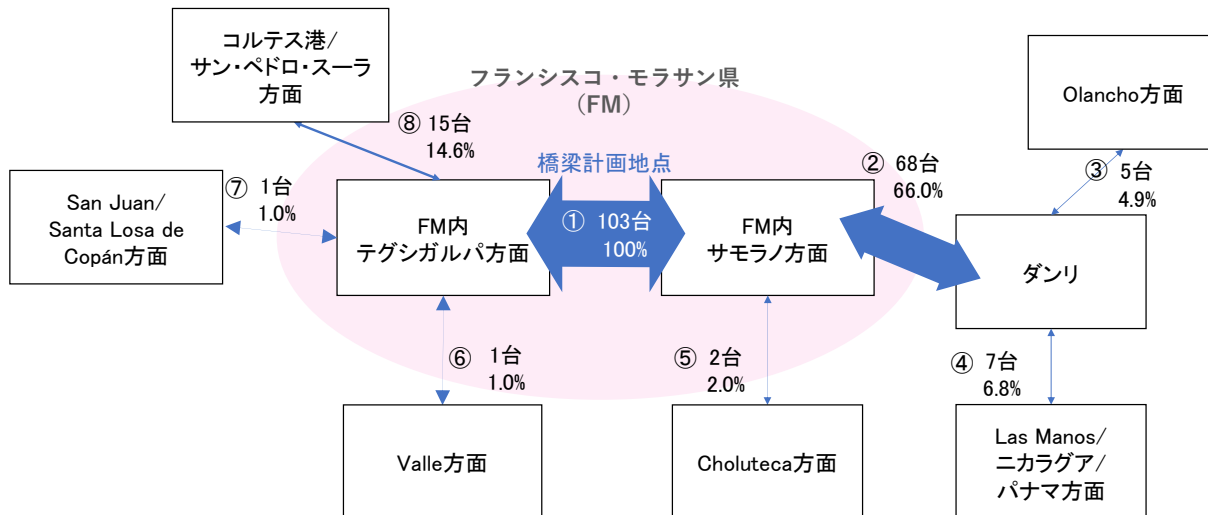 コルテス港/
サン・ペドロ・スーラ
方面
フランシスコ・モラサン県
（FM）
Olancho方面
⑧ 15台
14.6%
橋梁計画地点
② 68台
66.0%
③ 5台
4.9%
⑦ 1台
1.0%
San Juan/
Santa Losa de
Copán方面
FM内
テグシガルパ方面
① 103台
100%
FM内
サモラノ方面
ダンリ
⑥ 1台
1.0%
⑤ 2台
2.0%
④ 7台
6.8%
Valle方面
Choluteca方面
Las Manos/
ニカラグア/
パナマ方面